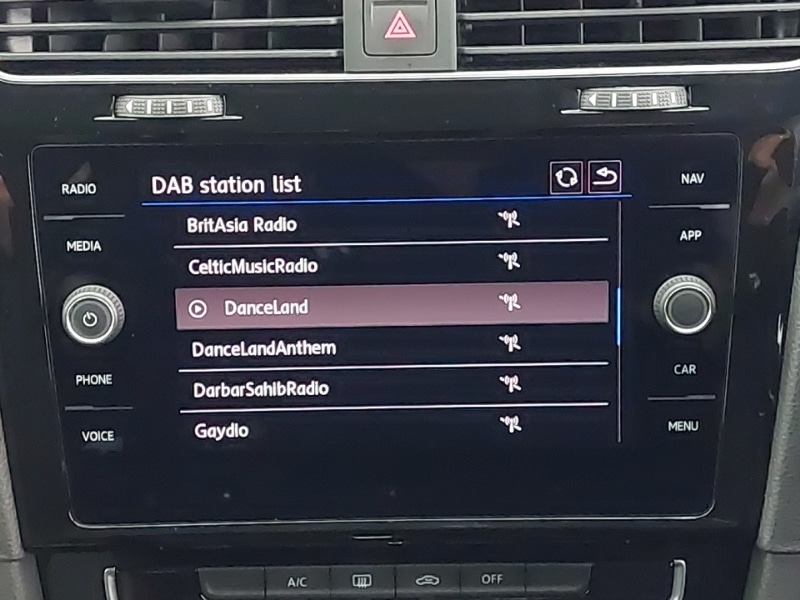 RADIO
MEDIA
PHONE
VOICE
DAB station list
BritAsia Radio
CelticMusicRadio
DanceLand
DanceLandAnthem
DarbarSahibRadio
Gaydio
NAV
APP
CAR
MENU
A/C
OFF